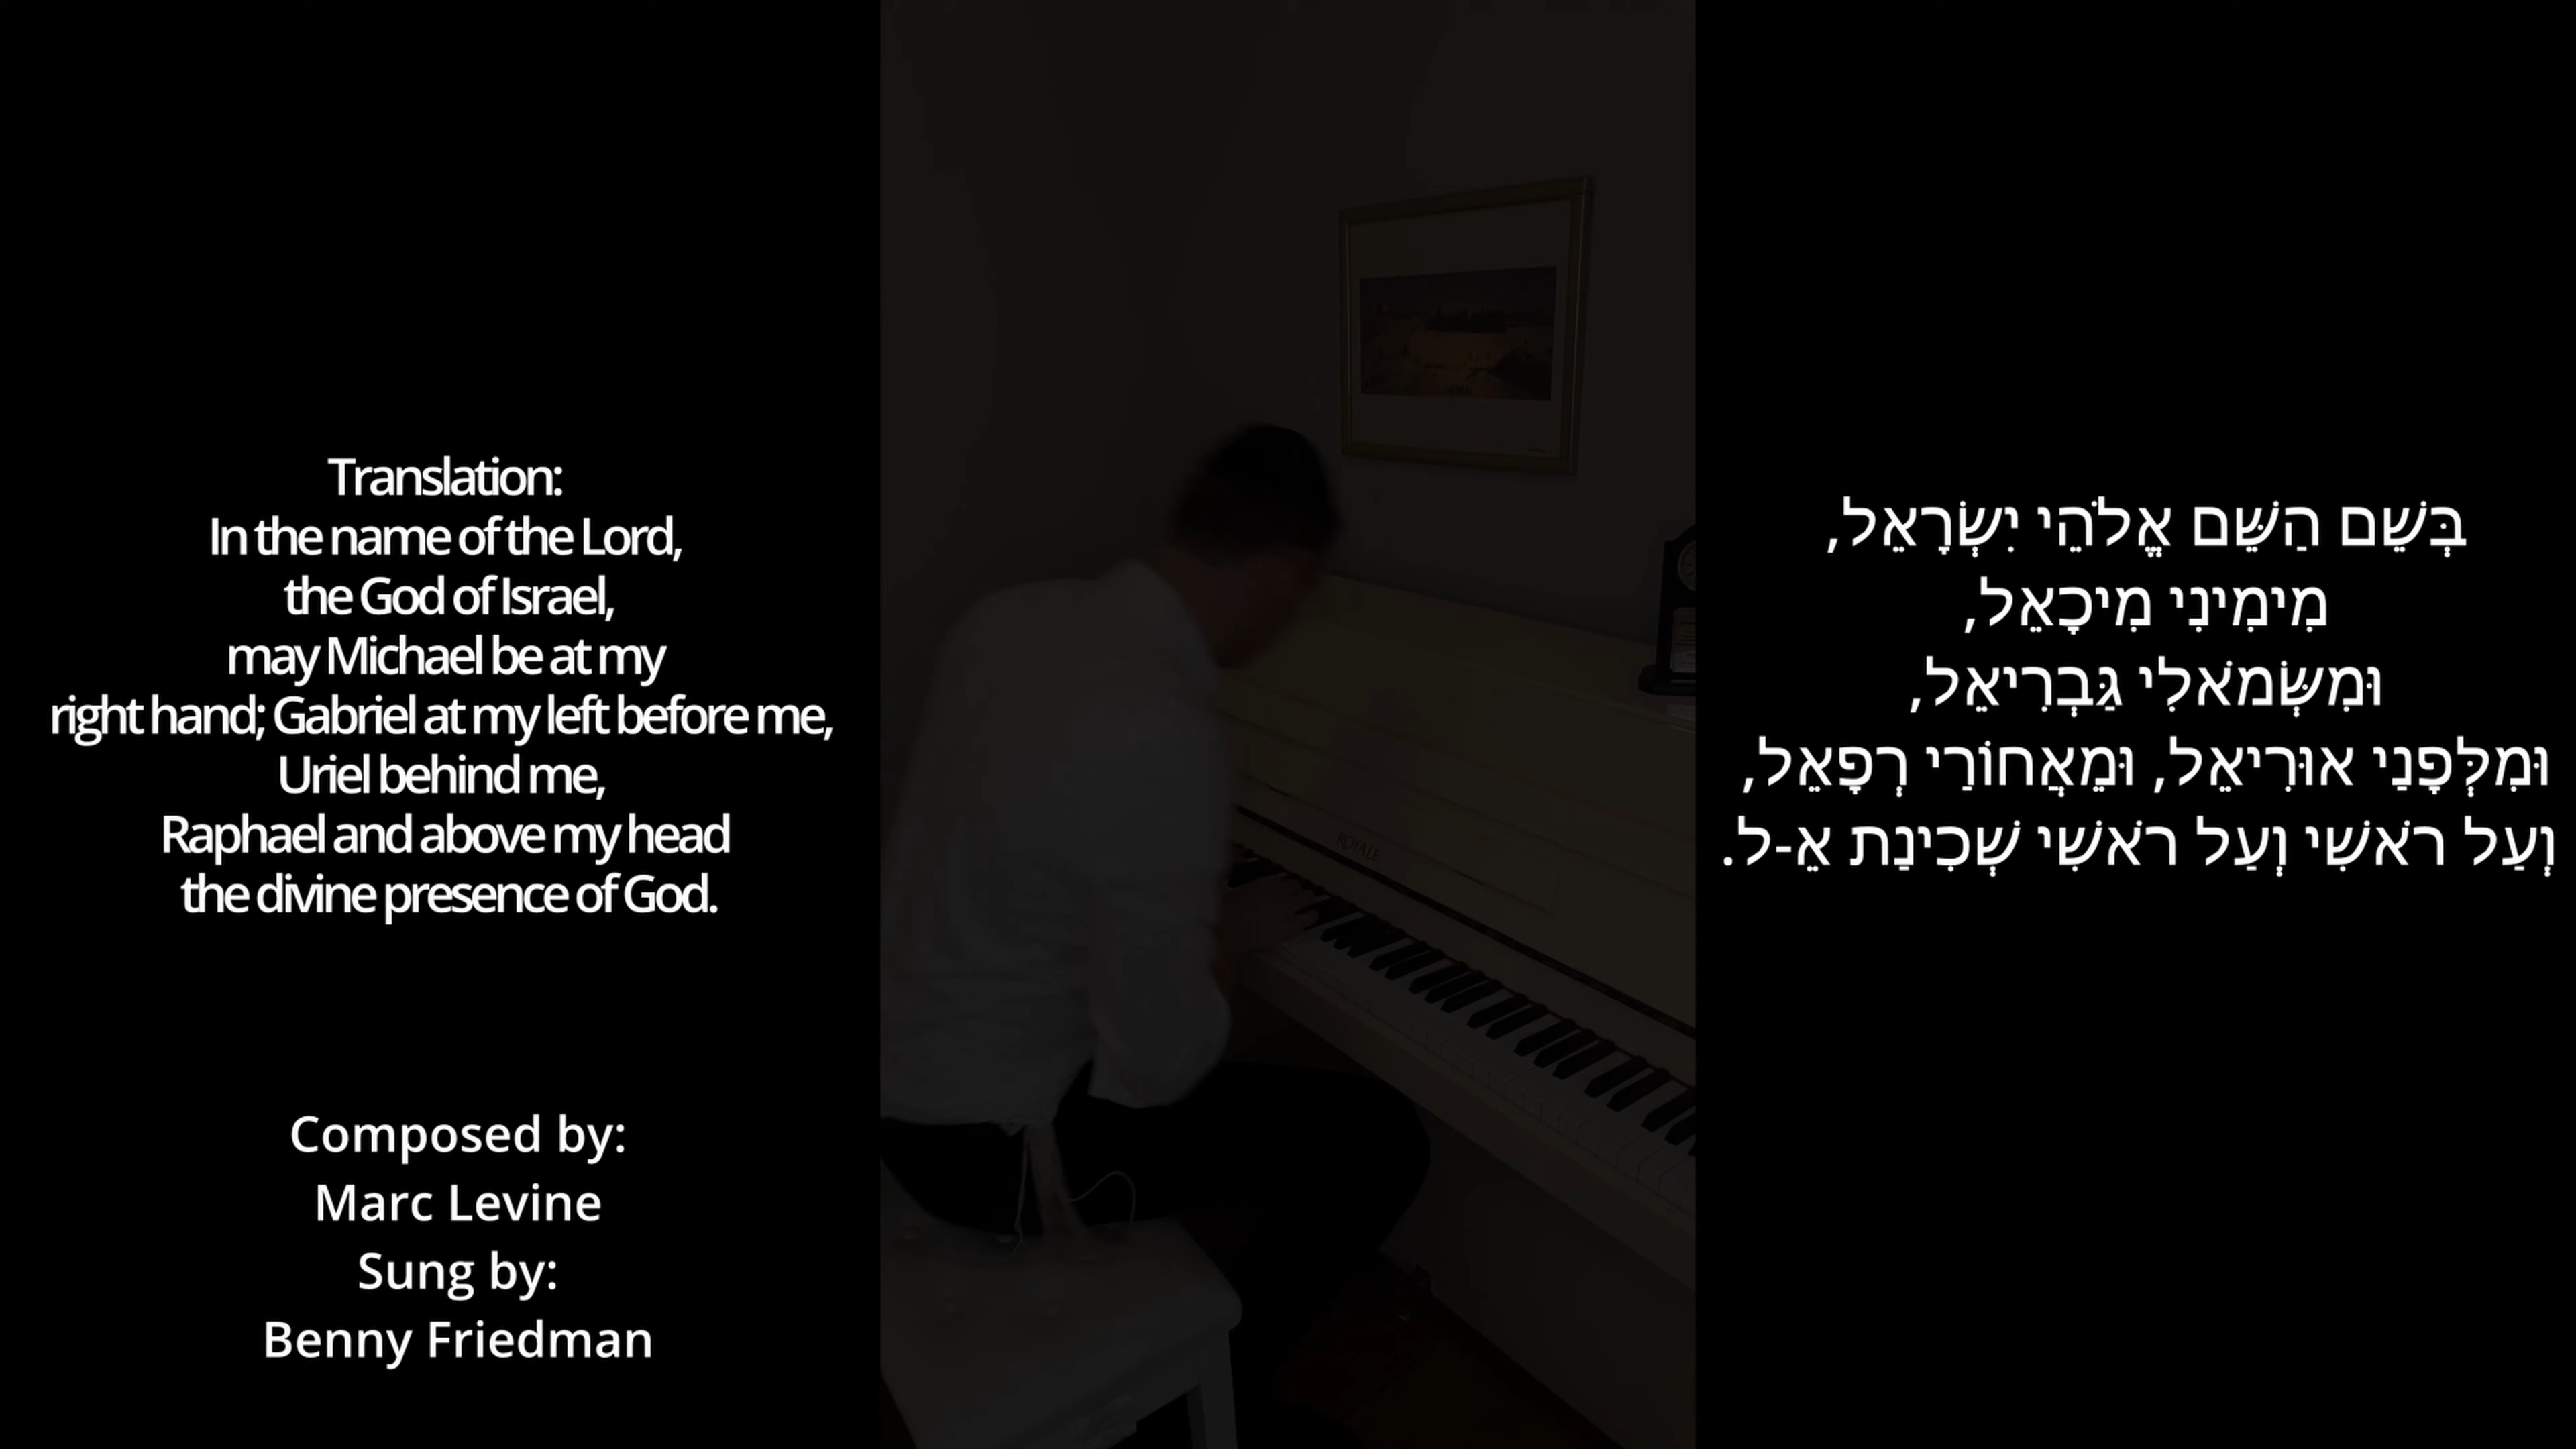 Translation:
In the name of the Lord,
the God of Israel,
may Michael be at my
right hand; Gabriel at my left before me,
Uriel behind me,
Raphael and above my head
the divine presence of God.
Composed by:
Marc Levine
Sung by:
Benny Friedman
ROYALE
בְּשֵׁם הַשֵּׁם אֱלֹהֵי יִשְׂרָאֵל,
מִימִינִי מִיכָאֵל,
וּמִשְּׂמֹאלִי גַּבְרִיאֵל,
וּמִלְּפָנַי אוּרִיאֵל, וּמֵאֲחוֹרַי רְפָאֵל,
וְעַל רֹאשִׁי וְעַל רֹאשִׁי שְׁכִינַת אֵ-ל.